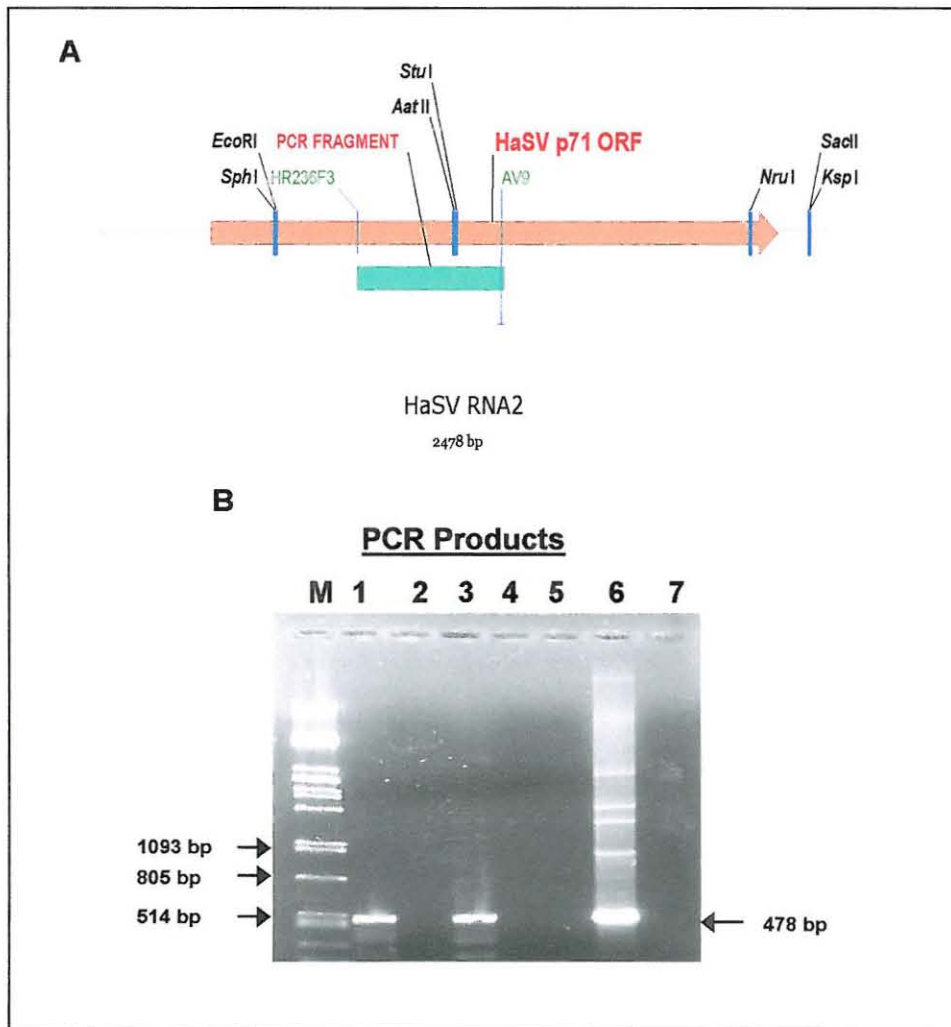 A
StuI
AatII
EcoRI PCR FRAGMENT HaSV p71 ORF SacII
SphI HR236F3 AV9 NruI KspI
HaSV RNA2
2478 bp
B
PCR Products
M 1 2 3 4 5 6 7
1093 bp
805 bp
514 bp 478 bp